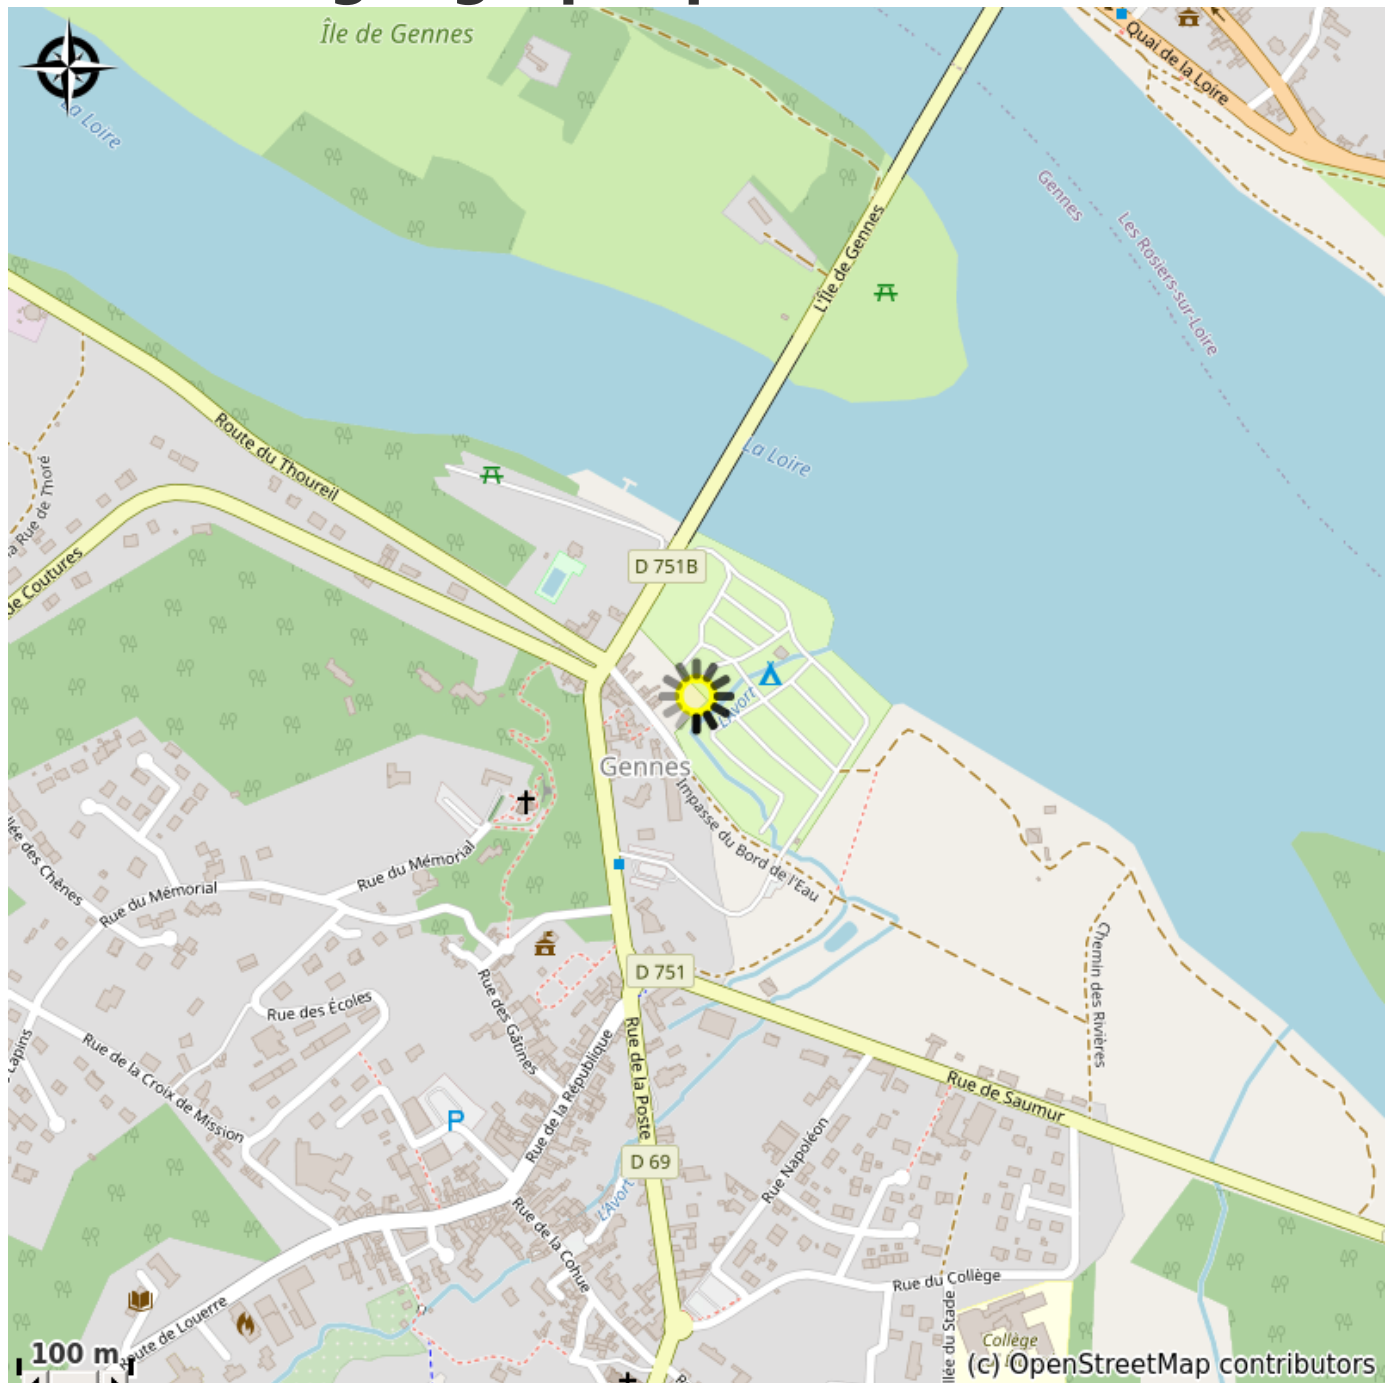 Île de Gennes
La Loire
Quai de la Loire
Gennes
Les Rosiers-sur-Loire
L'Île de Gennes
La Loire
Route du Thoureil
la Rue de Thoré
de Coutures
D 751B
L'Avort
Gennes
Impasse du Bord de l'Eau
Rue du Mémorial
Rue du Mémorial
llée des Chênes
D 751
Chemin des Rivières
Rue des Écoles
Rue des Gâtines
Rue de la République
Rue de la Poste
Lapins
Rue de la Croix de Mission
Rue de Saumur
P
Rue Napoléon
D 69
L'Avort
Rue de la Cohue
Rue du Collège
Route de Louerre
llée du Stade
Collège
100 m
(c) OpenStreetMap contributors